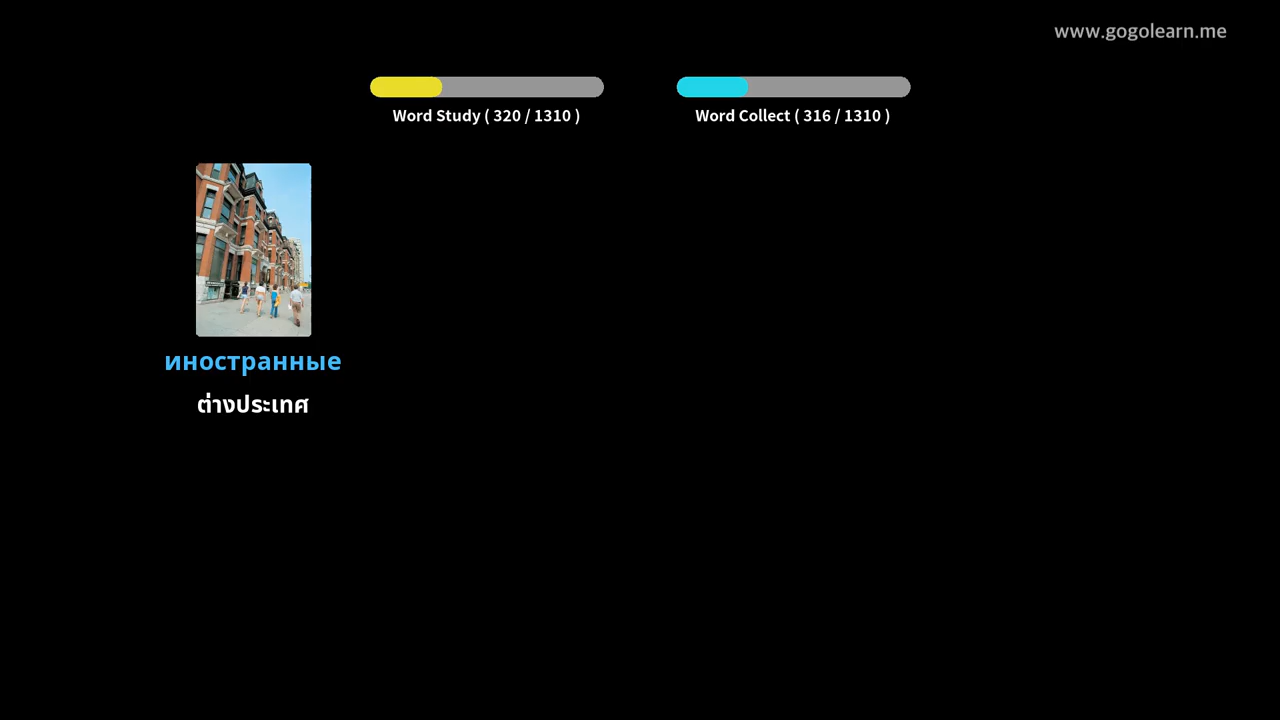 www.gogolearn.me
Word Study ( 320 / 1310 )
Word Collect ( 316 / 1310 )
иностранные
ต่างประเทศ